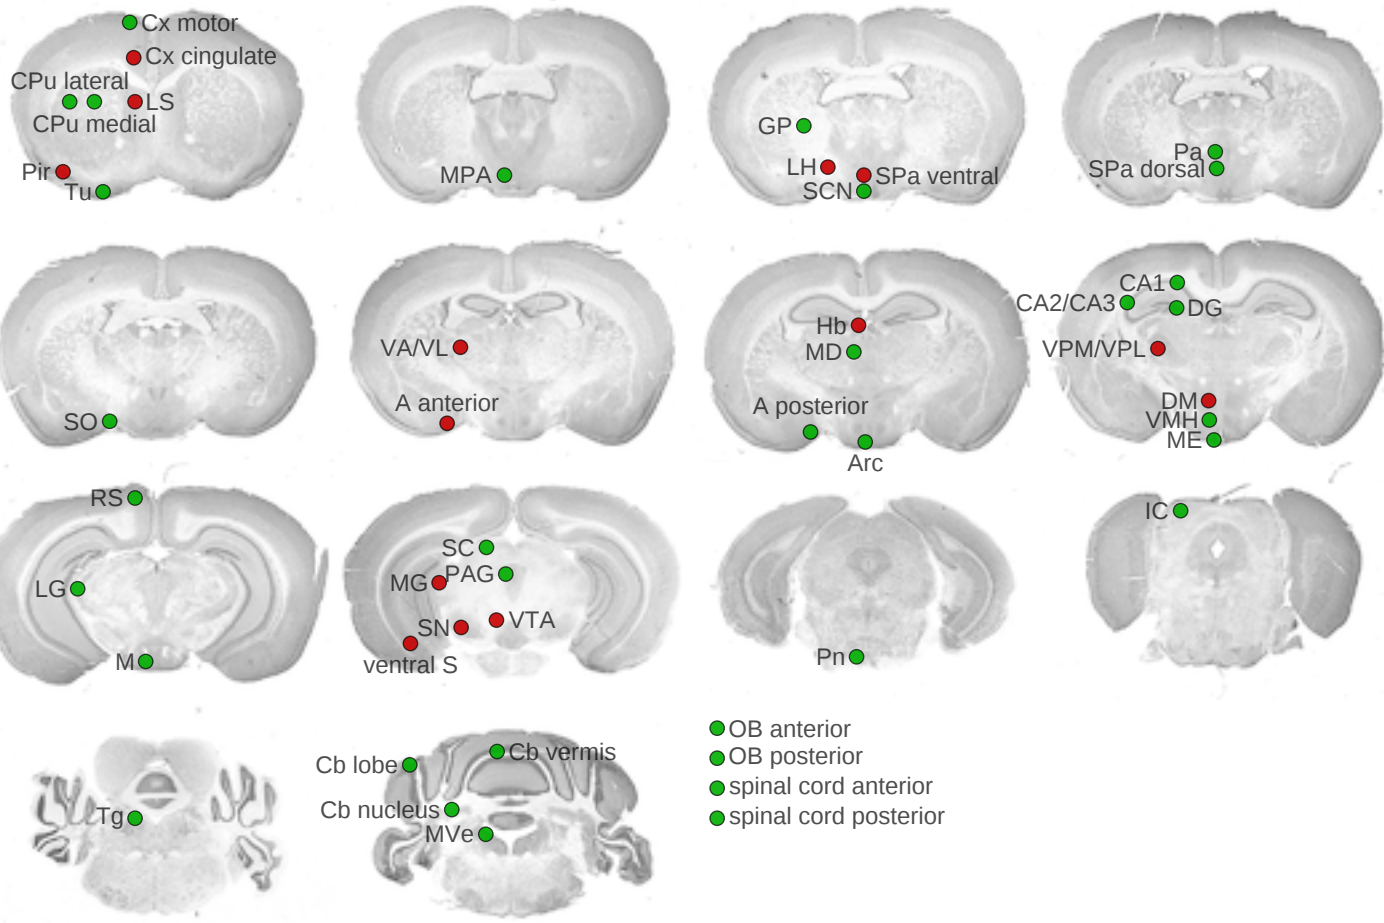 Cx motor
Cx cingulate
CPu lateral
LS
CPu medial
Pir
Tu
MPA
GP
LH
SPa ventral
SCN
Pa
SPa dorsal
SO
VA/VL
A anterior
Hb
MD
A posterior
Arc
CA1
CA2/CA3
DG
VPM/VPL
DM
VMH
ME
RS
LG
M
SC
MG
PAG
SN
VTA
ventral S
Pn
IC
Tg
Cb lobe
Cb vermis
Cb nucleus
MVe
OB anterior
OB posterior
spinal cord anterior
spinal cord posterior